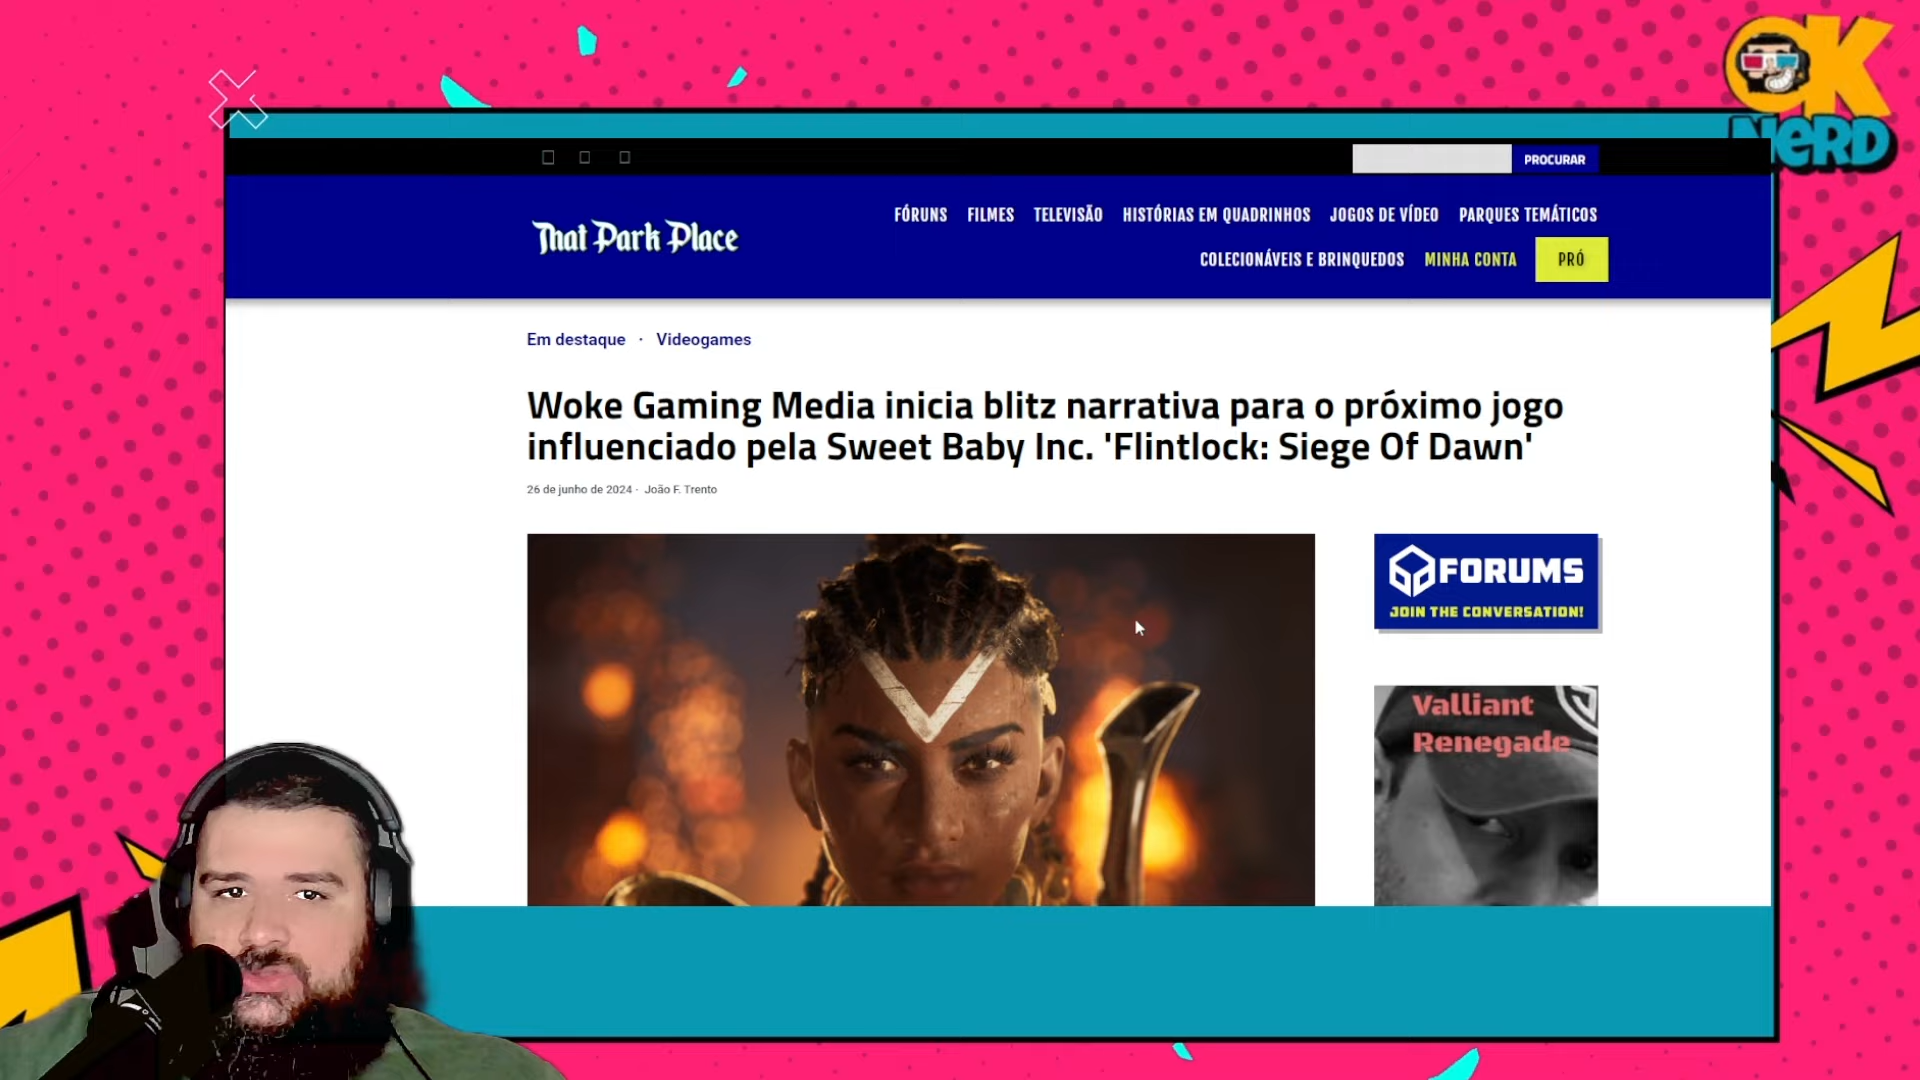 OK
NERD
PROCURAR
That Park Place
FÓRUNS FILMES TELEVISÃO HISTÓRIAS EM QUADRINHOS JOGOS DE VÍDEO PARQUES TEMÁTICOS
COLECIONÁVEIS E BRINQUEDOS MINHA CONTA PRÓ
Em destaque · Videogames
Woke Gaming Media inicia blitz narrativa para o próximo jogo
influenciado pela Sweet Baby Inc. 'Flintlock: Siege Of Dawn'
26 de junho de 2024 · João F. Trento
FORUMS
JOIN THE CONVERSATION!
Valliant
Renegade